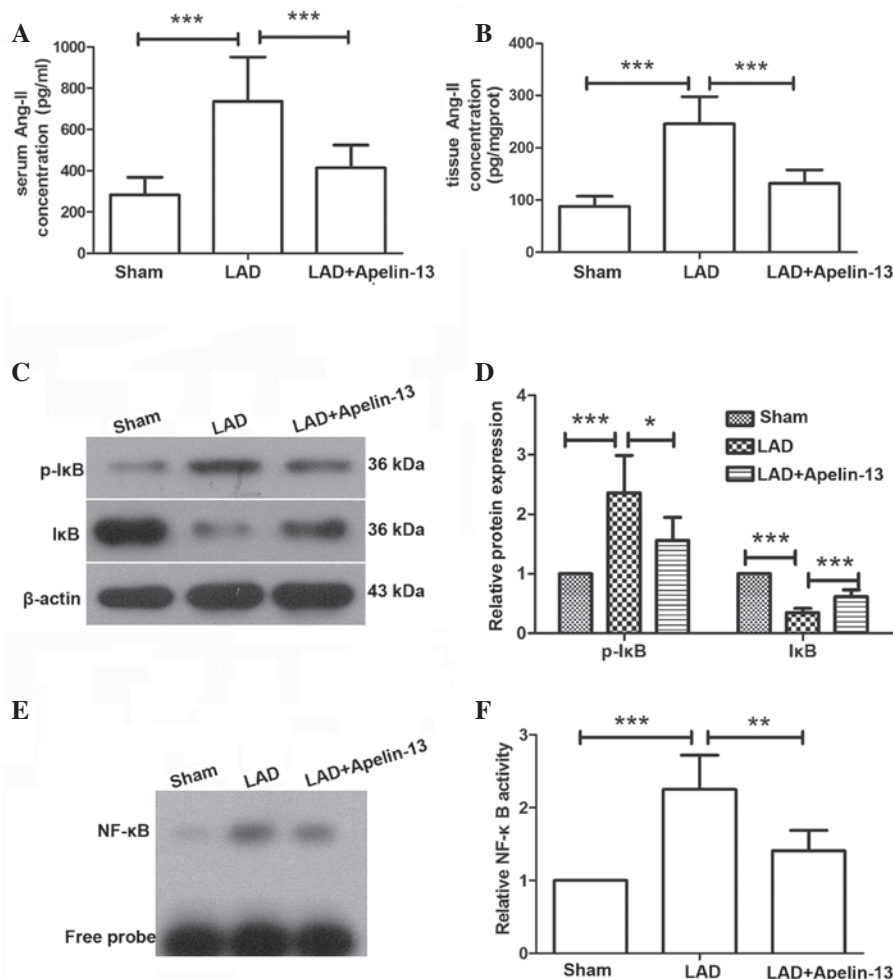 A
serum Ang-II
concentration (pg/ml)
1000
800
600
400
200
0
*** ***
Sham LAD LAD+Apelin-13
B
tissue Ang-II
concentration
(pg/mgprot)
400
300
200
100
0
*** ***
Sham LAD LAD+Apelin-13
C
Sham LAD LAD+Apelin-13
p-IκB 36 kDa
IκB 36 kDa
β-actin 43 kDa
D
Relative protein expression
4
3
2
1
0
*** *
*** ***
Sham
LAD
LAD+Apelin-13
p-IκB IκB
E
Sham LAD LAD+Apelin-13
NF-κB
Free probe
F
Relative NF-κ B activity
3
2
1
0
*** **
Sham LAD LAD+Apelin-13